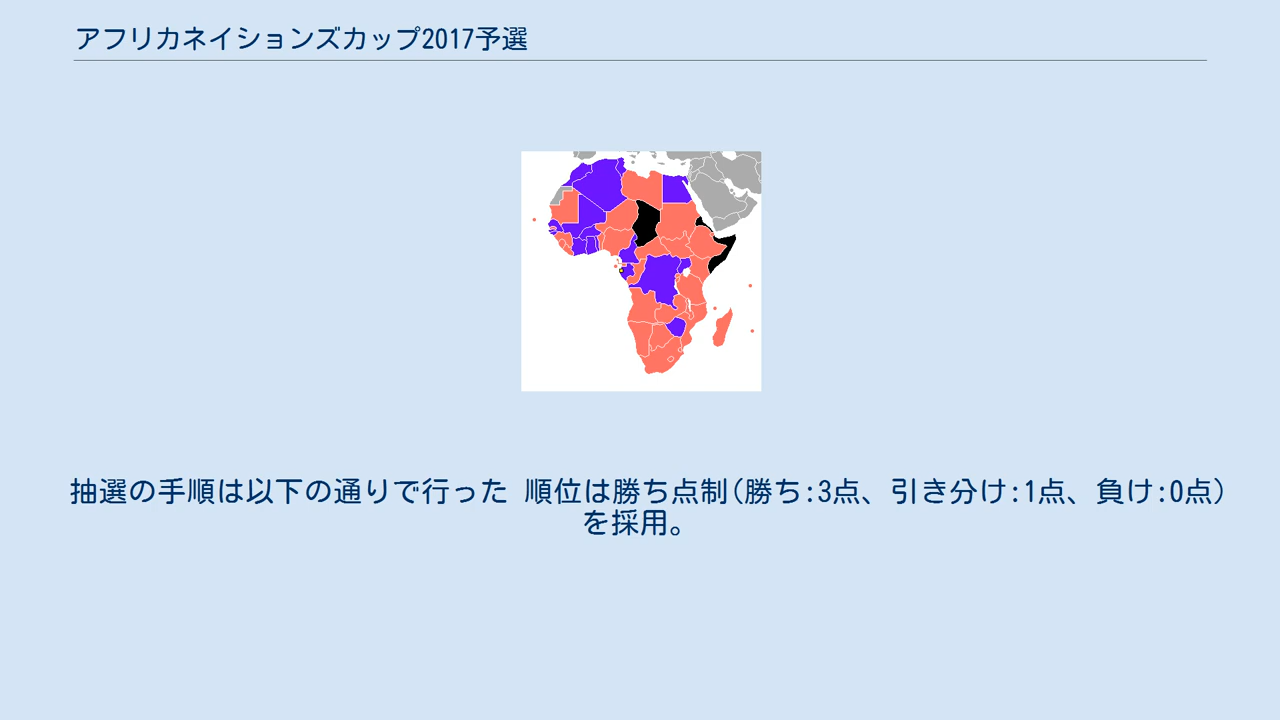 アフリカネイションズカップ2017予選
抽選の手順は以下の通りで行った 順位は勝ち点制(勝ち:3点、引き分け:1点、負け:0点)
を採用。